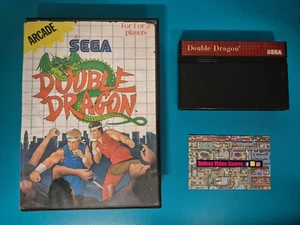 ARCADE
For 1 or 2
players
SEGA
DOUBLE
DRAGON
Double Dragon
SEGA